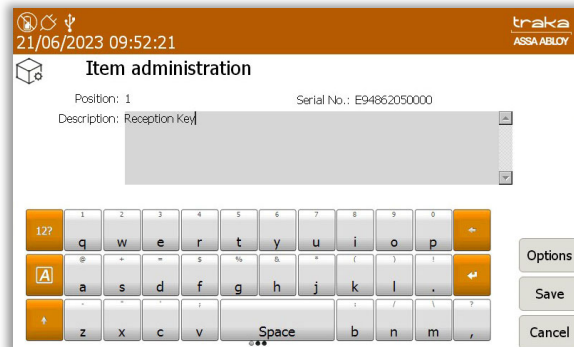 traka
21/06/2023 09:52:21
ASSA ABLOY
Item administration
Position: 1
Serial No.: E94862050000
Description: Reception Key
1 2 3 4 5 6 7 8 9 0
12? q w e r t y u i o p
@ + = $ % & * ( ) !
A a s d f g h j k l .
- " ' : ; / \ ?
z x c v Space b n m ,
Options
Save
Cancel